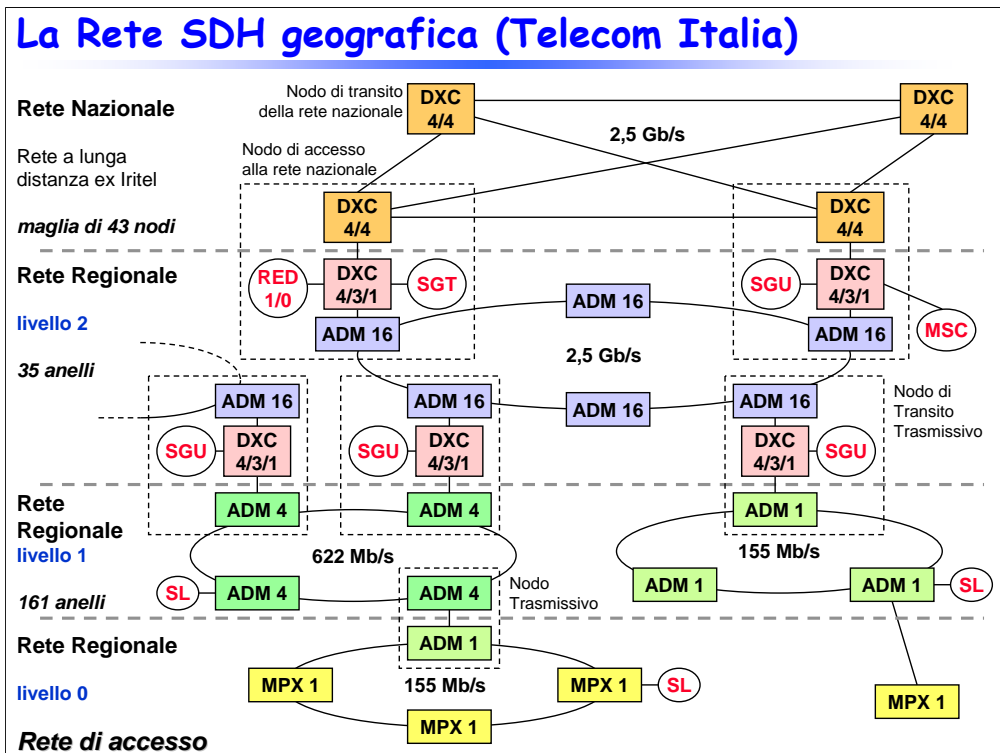 La Rete SDH geografica (Telecom Italia)
Rete Nazionale
Nodo di transito
della rete nazionale
DXC
4/4
DXC
4/4
2,5 Gb/s
Rete a lunga
distanza ex Iritel
Nodo di accesso
alla rete nazionale
maglia di 43 nodi
DXC
4/4
DXC
4/4
Rete Regionale
livello 2
35 anelli
RED
1/0
DXC
4/3/1
SGT
SGU
DXC
4/3/1
MSC
ADM 16
ADM 16
ADM 16
2,5 Gb/s
ADM 16
ADM 16
ADM 16
ADM 16
Nodo di
Transito
Trasmissivo
SGU
DXC
4/3/1
SGU
DXC
4/3/1
DXC
4/3/1
SGU
Rete
Regionale
livello 1
161 anelli
ADM 4
ADM 4
ADM 1
622 Mb/s
155 Mb/s
SL
ADM 4
ADM 4
Nodo
Trasmissivo
ADM 1
ADM 1
SL
Rete Regionale
livello 0
ADM 1
MPX 1
155 Mb/s
MPX 1
SL
MPX 1
MPX 1
Rete di accesso